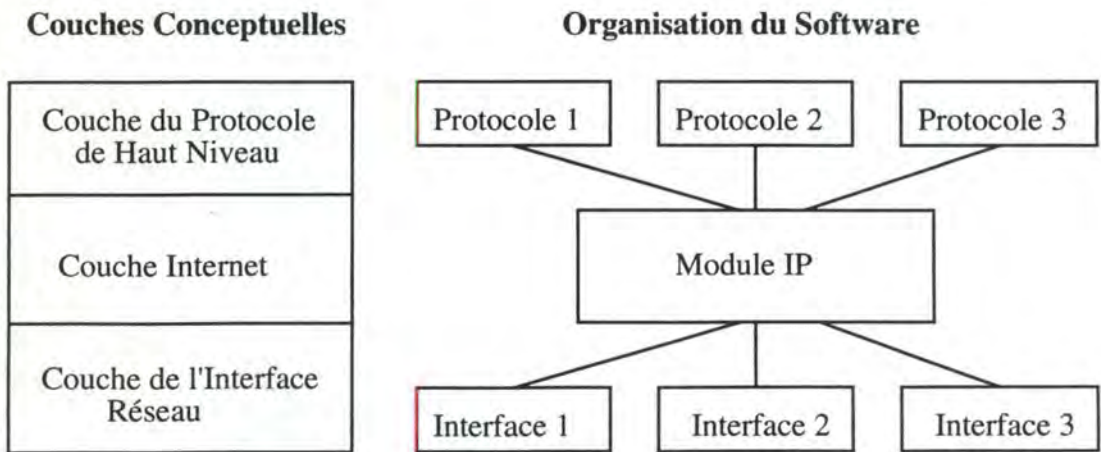 Couches Conceptuelles
Organisation du Software
Couche du Protocole
de Haut Niveau
Couche Internet
Couche de l'Interface
Réseau
Protocole 1
Protocole 2
Protocole 3
Module IP
Interface 1
Interface 2
Interface 3